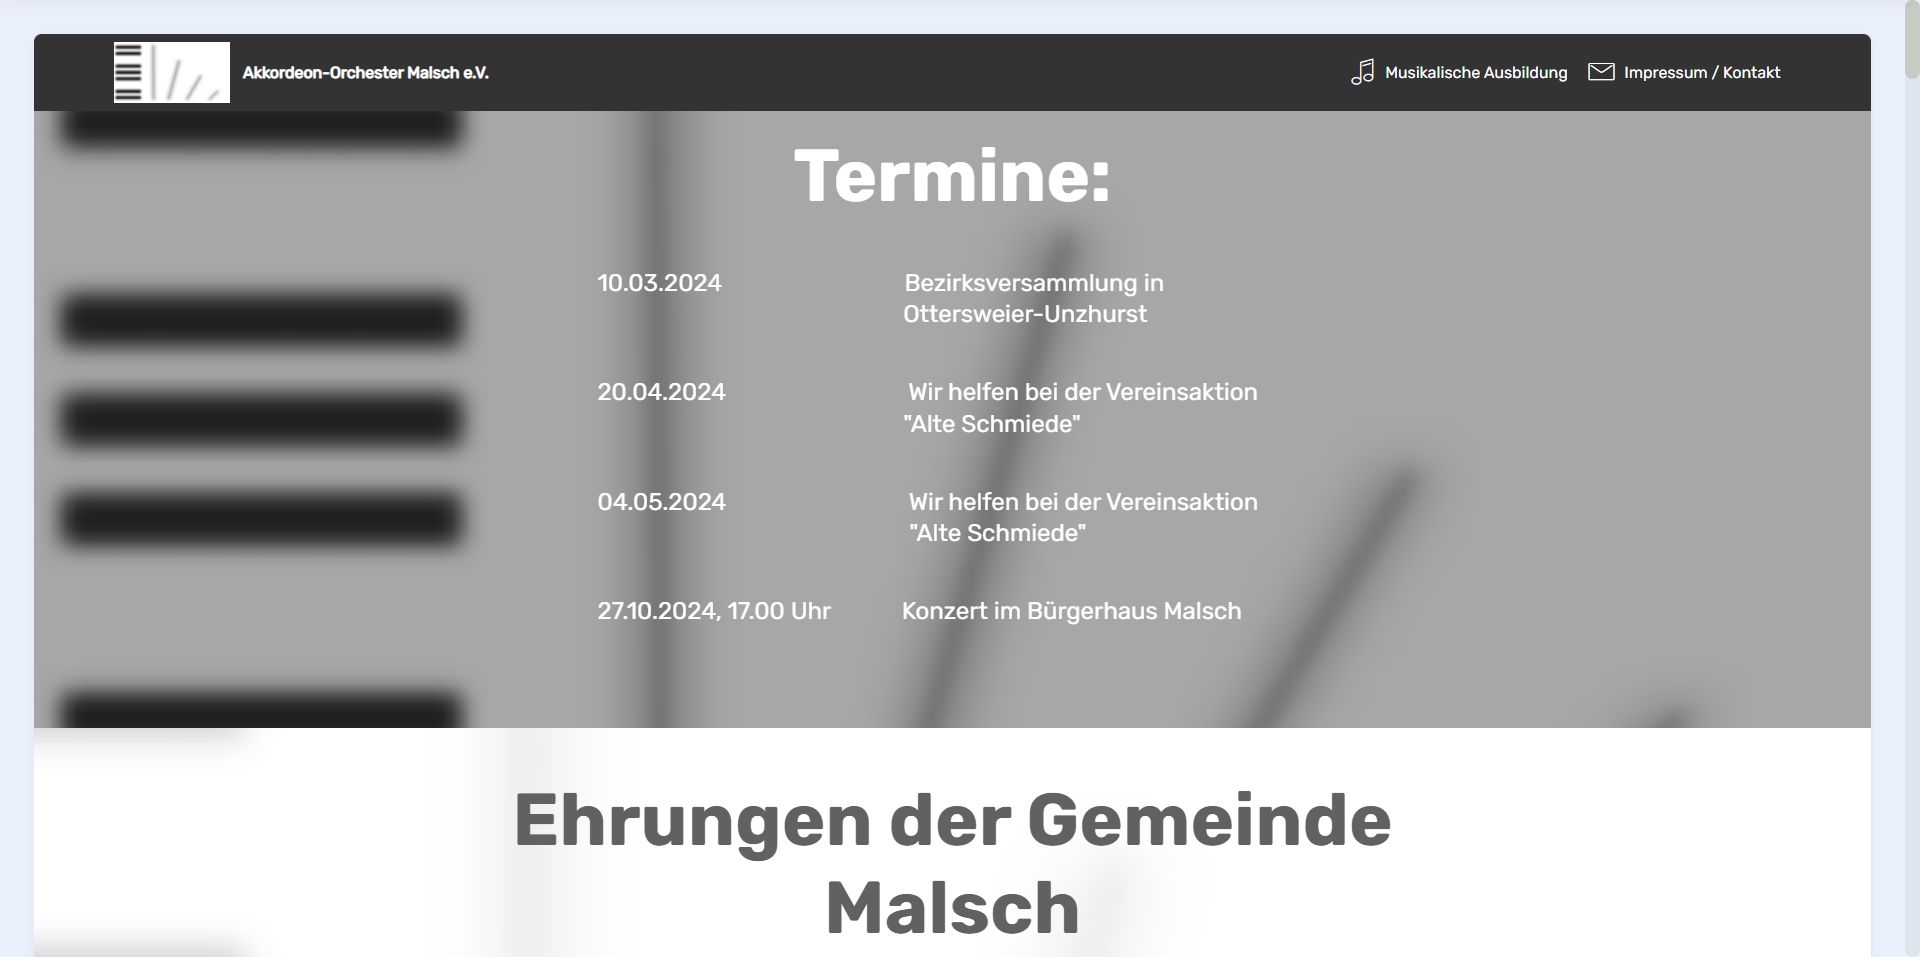 Akkordeon-Orchester Malsch e.V.
Musikalische Ausbildung
Impressum / Kontakt
Termine:
10.03.2024 Bezirksversammlung in
Ottersweier-Unzhurst
20.04.2024 Wir helfen bei der Vereinsaktion
"Alte Schmiede"
04.05.2024 Wir helfen bei der Vereinsaktion
"Alte Schmiede"
27.10.2024, 17.00 Uhr Konzert im Bürgerhaus Malsch
Ehrungen der Gemeinde
Malsch